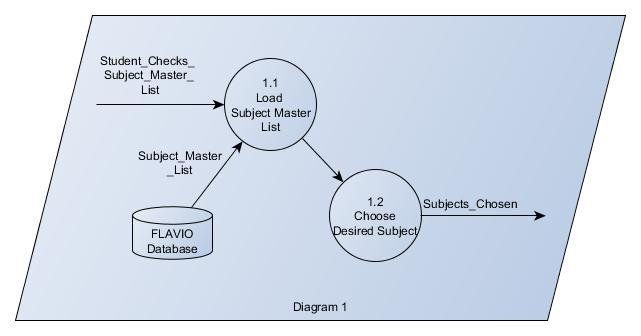 Student_Checks_
Subject_Master_
List
1.1
Load
Subject Master
List
Subject_Master
_List
FLAVIO
Database
1.2
Choose
Desired Subject
Subjects_Chosen
Diagram 1